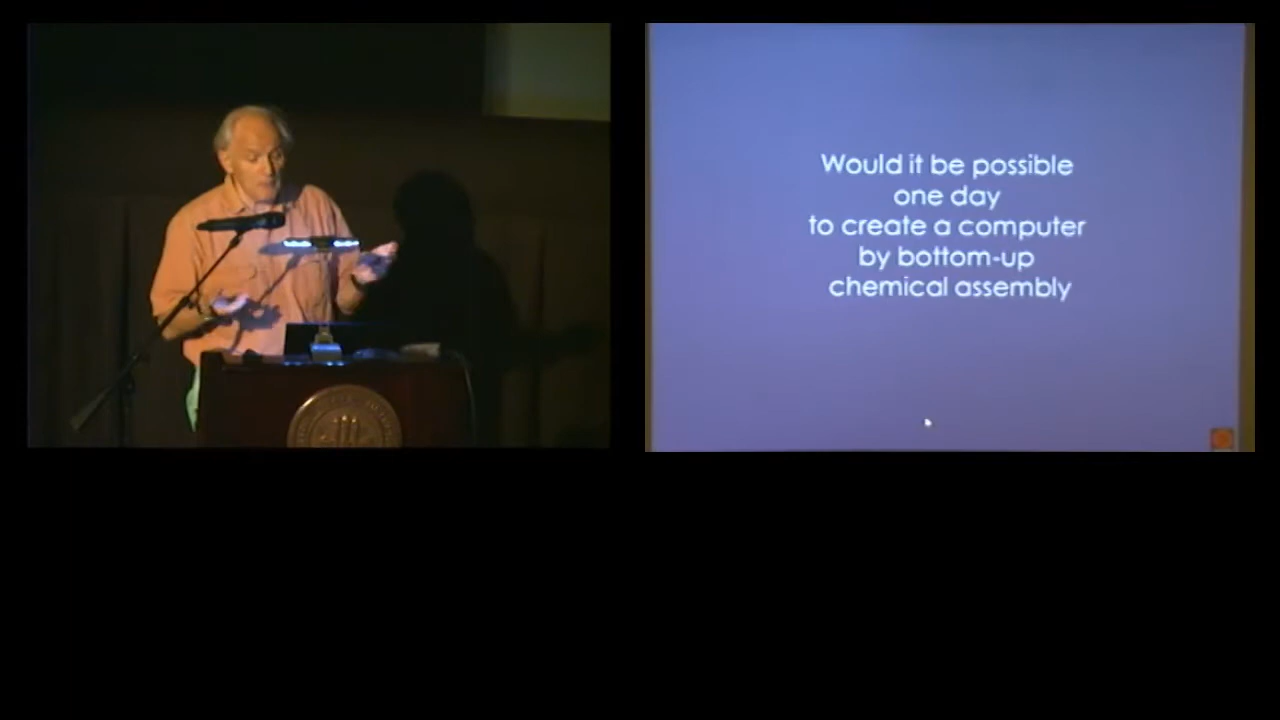 Would it be possible
one day
to create a computer
by bottom-up
chemical assembly